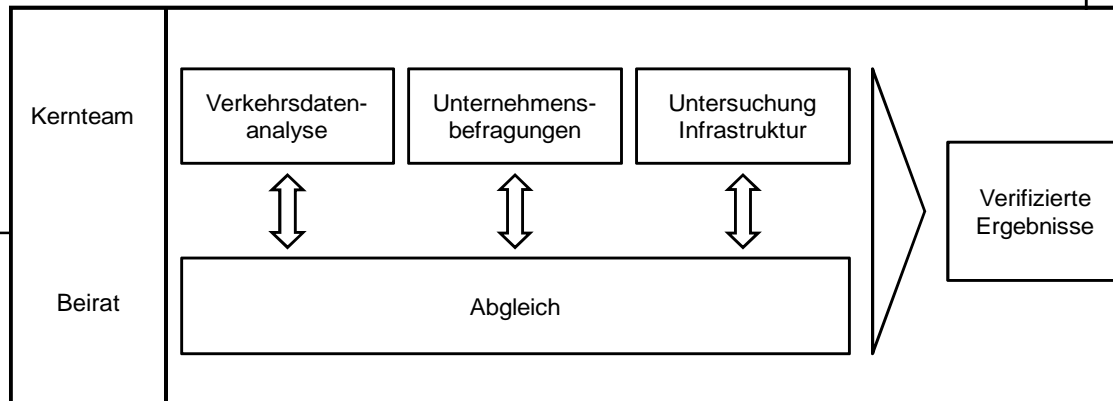 Kernteam
Verkehrsdaten-
analyse
Unternehmens-
befragungen
Untersuchung
Infrastruktur
Verifizierte
Ergebnisse
Beirat
Abgleich